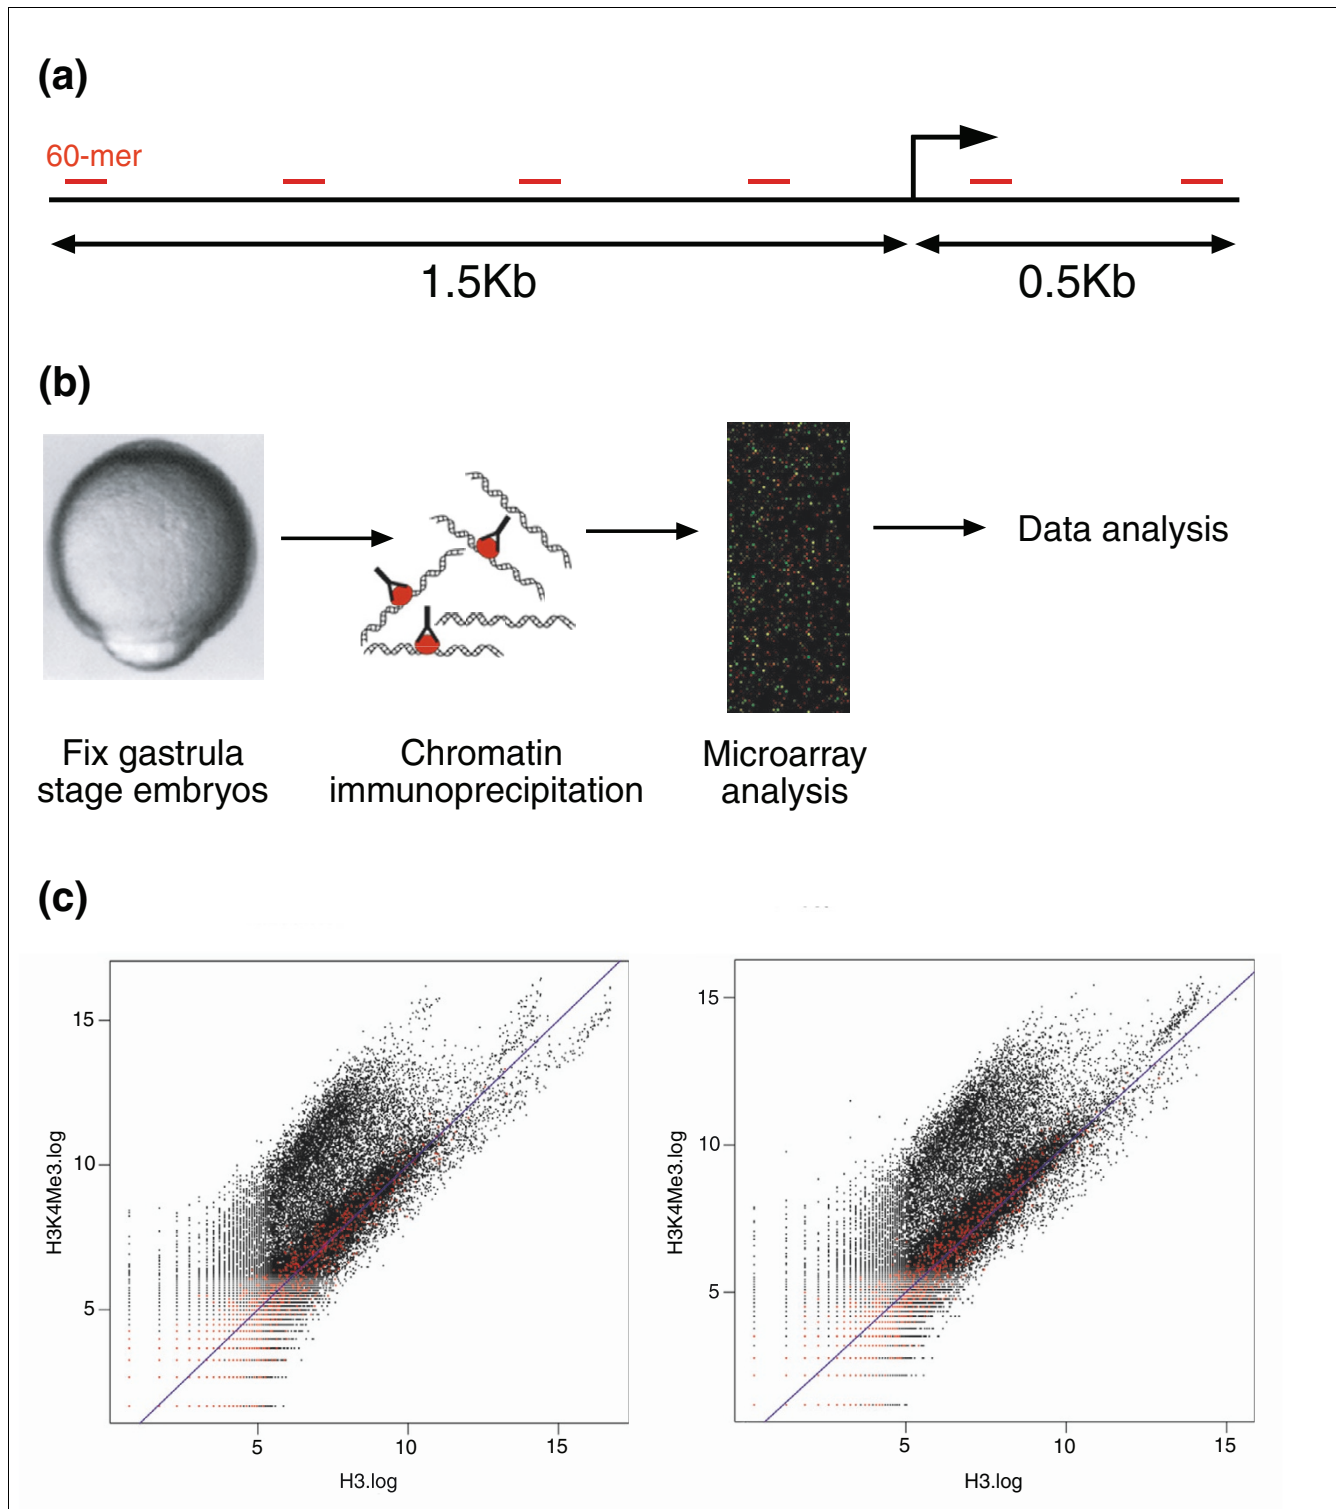 (a)
60-mer
1.5Kb 0.5Kb
(b)
Data analysis
Fix gastrula
stage embryos
Chromatin
immunoprecipitation
Microarray
analysis
(c)
H3K4Me3.log
15
10
5
5 10 15
H3.log
H3K4Me3.log
15
10
5
5 10 15
H3.log